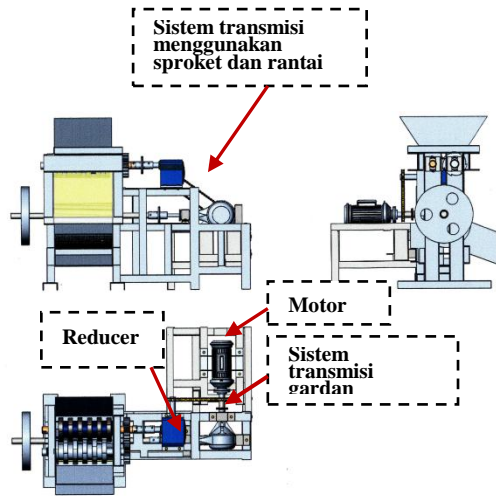 Sistem transmisi
menggunakan
sproket dan rantai
Motor
Reducer
Sistem
transmisi
gardan